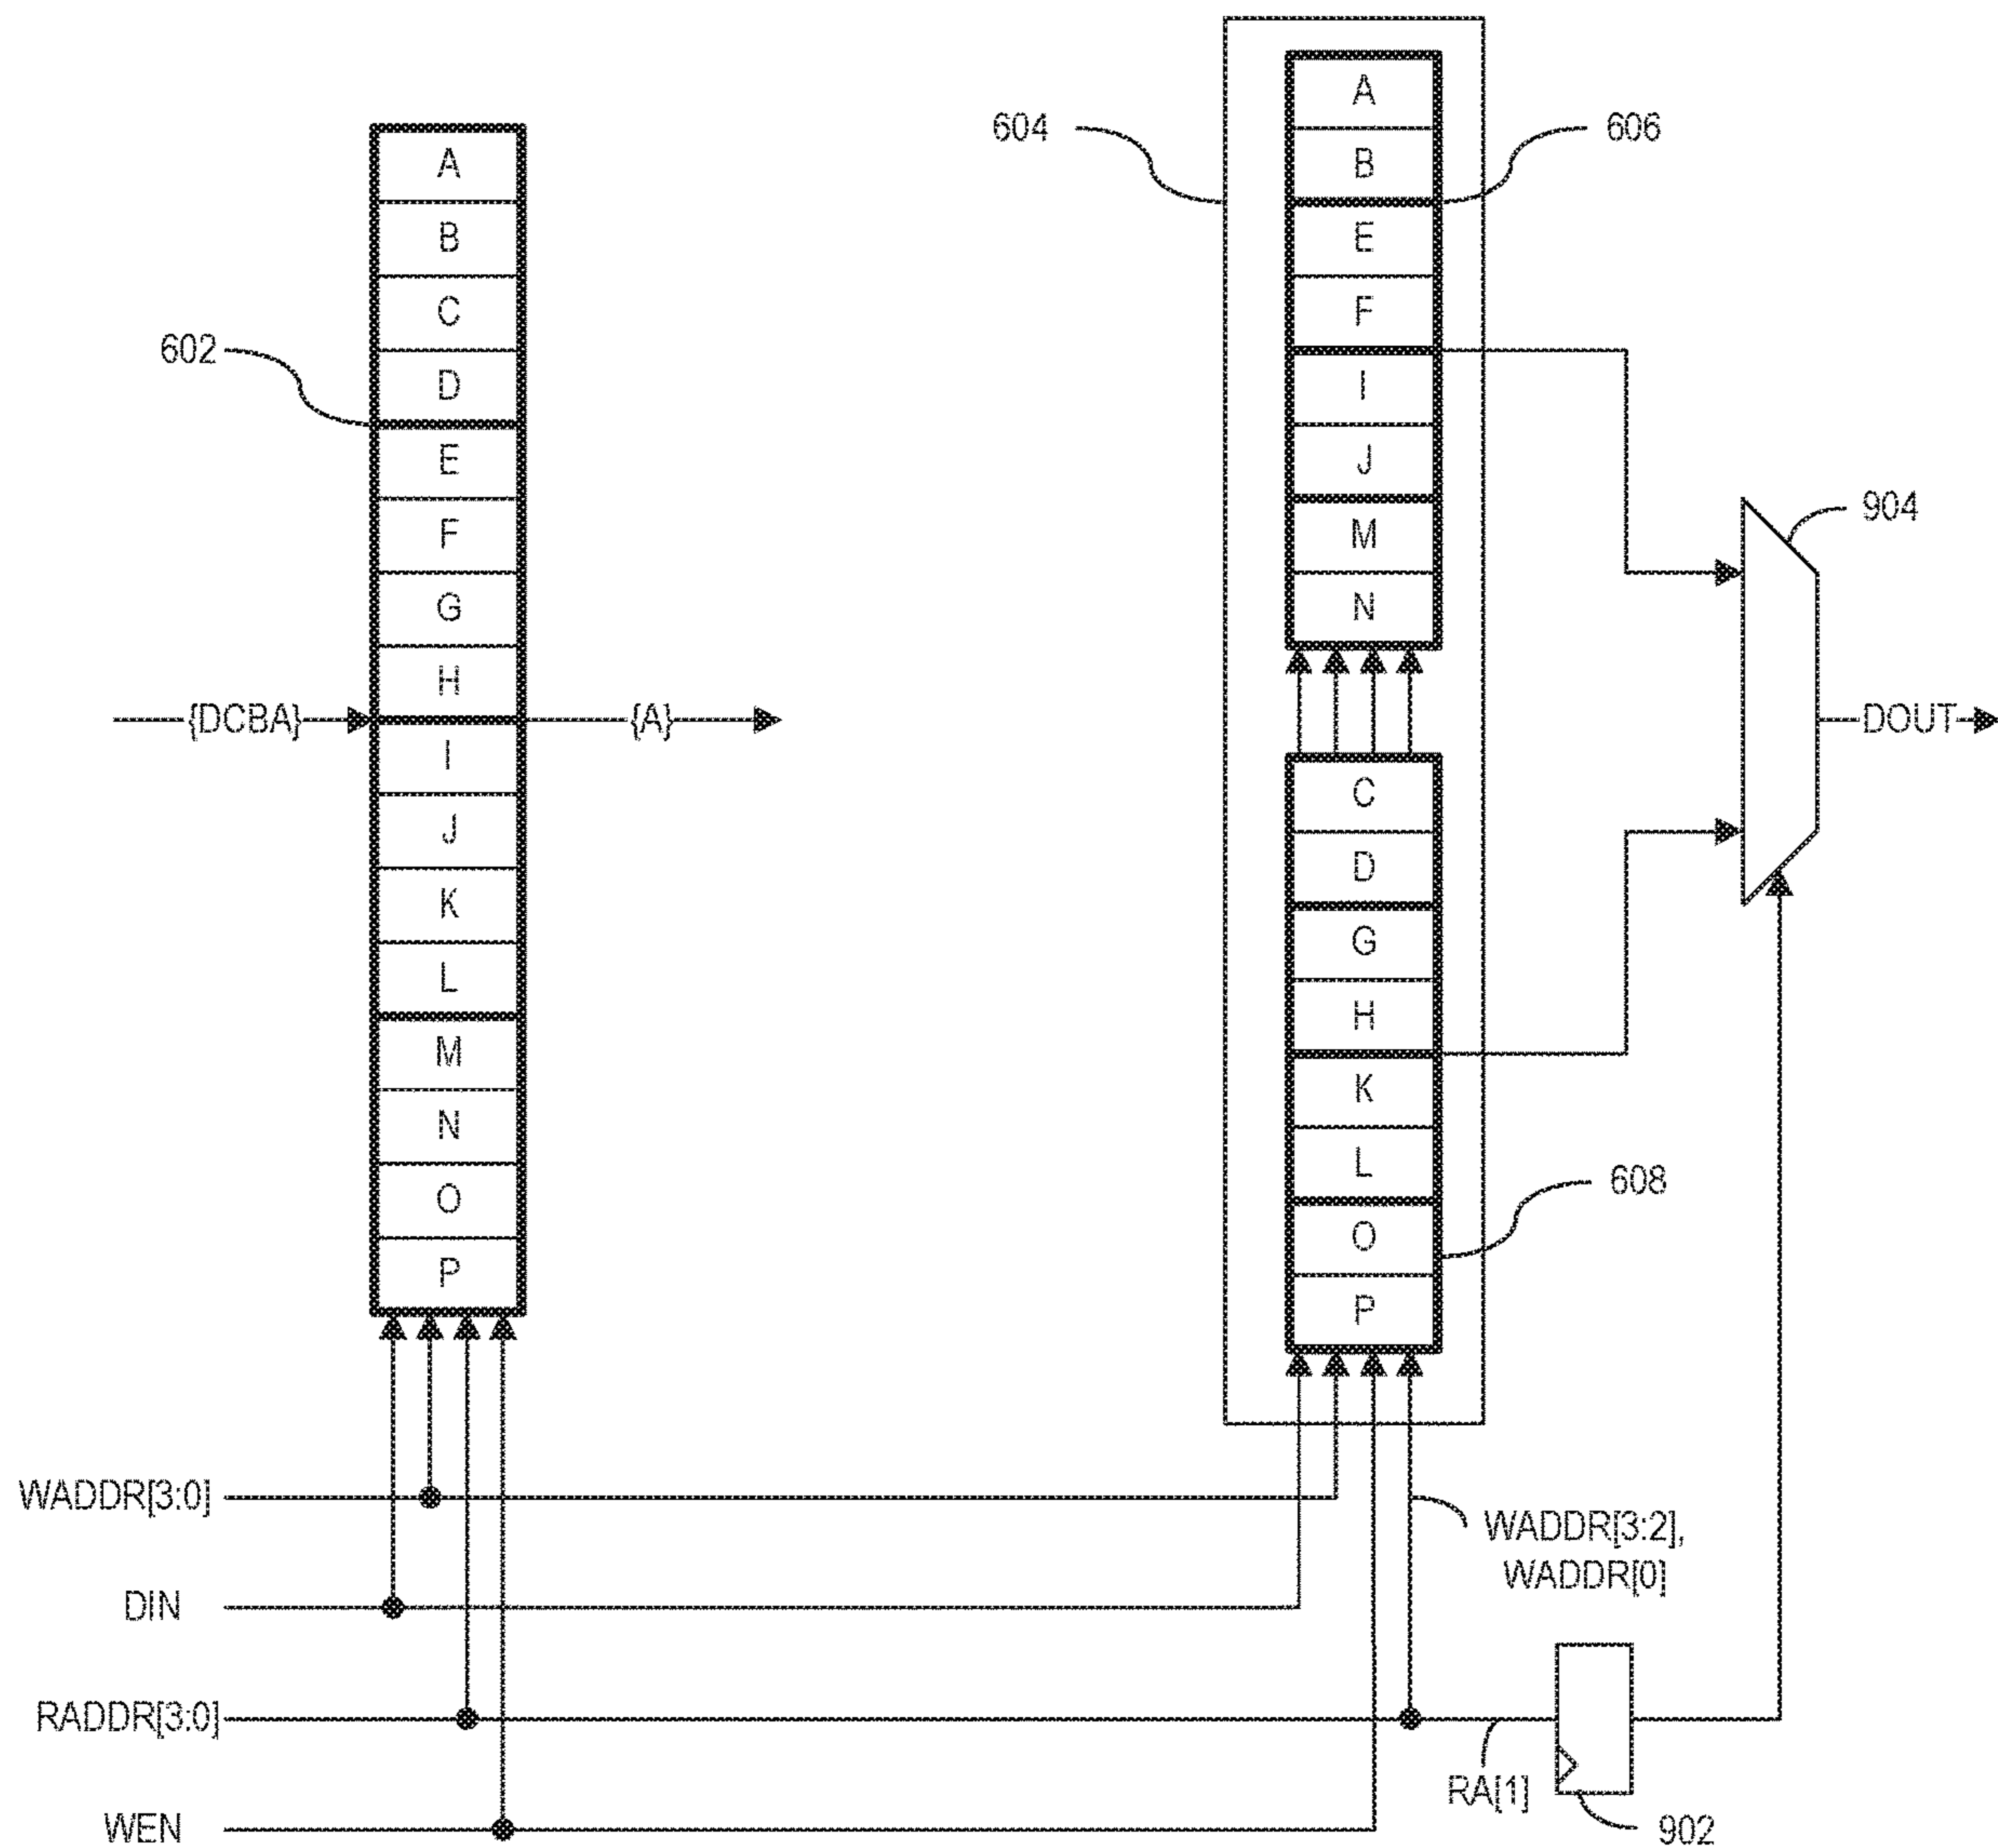 604
606
602
A
B
C
D
E
F
G
H
I
J
K
L
M
N
O
P
{DCBA}
{A}
A
B
E
F
I
J
M
N
C
D
G
H
K
L
O
P
608
904
DOUT
WADDR[3:0]
DIN
RADDR[3:0]
WEN
WADDR[3:2],
WADDR[0]
RA[1]
902